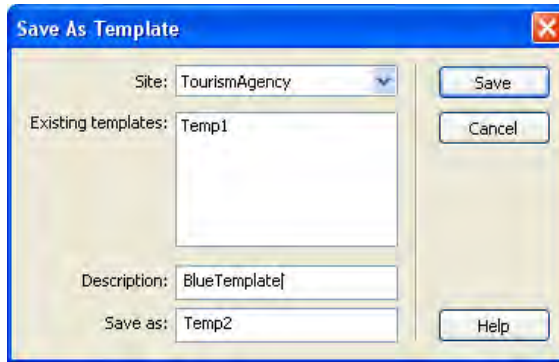 Save As Template
Site: TourismAgency
Save
Existing templates: Temp1
Cancel
Description: BlueTemplate
Save as: Temp2
Help